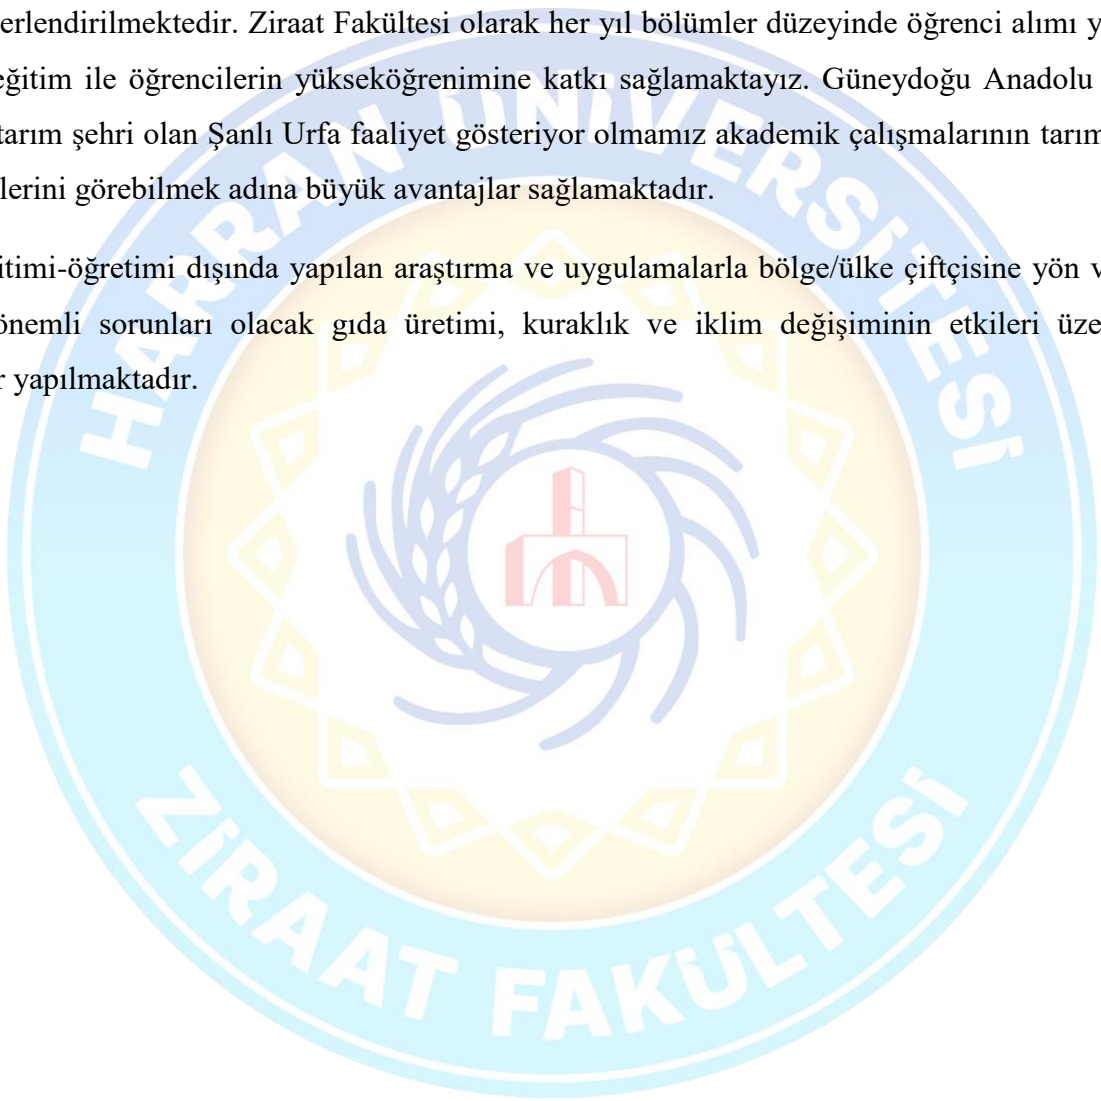 erlendirilmektedir. Ziraat Fakültesi olarak her yıl bölümler düzeyinde öğrenci alımı y
eğitim ile öğrencilerin yükseköğrenimine katkı sağlamaktayız. Güneydoğu Anadolu
tarım şehri olan Şanlı Urfa faaliyet gösteriyor olmamız akademik çalışmalarının tarım
lerini görebilmek adına büyük avantajlar sağlamaktadır.
itimi-öğretimi dışında yapılan araştırma ve uygulamalarla bölge/ülke çiftçisine yön v
önemli sorunları olacak gıda üretimi, kuraklık ve iklim değişiminin etkileri üze
r yapılmaktadır.
HARRAN ÜNİVERSİTESİ
ZİRAAT FAKÜLTESİ